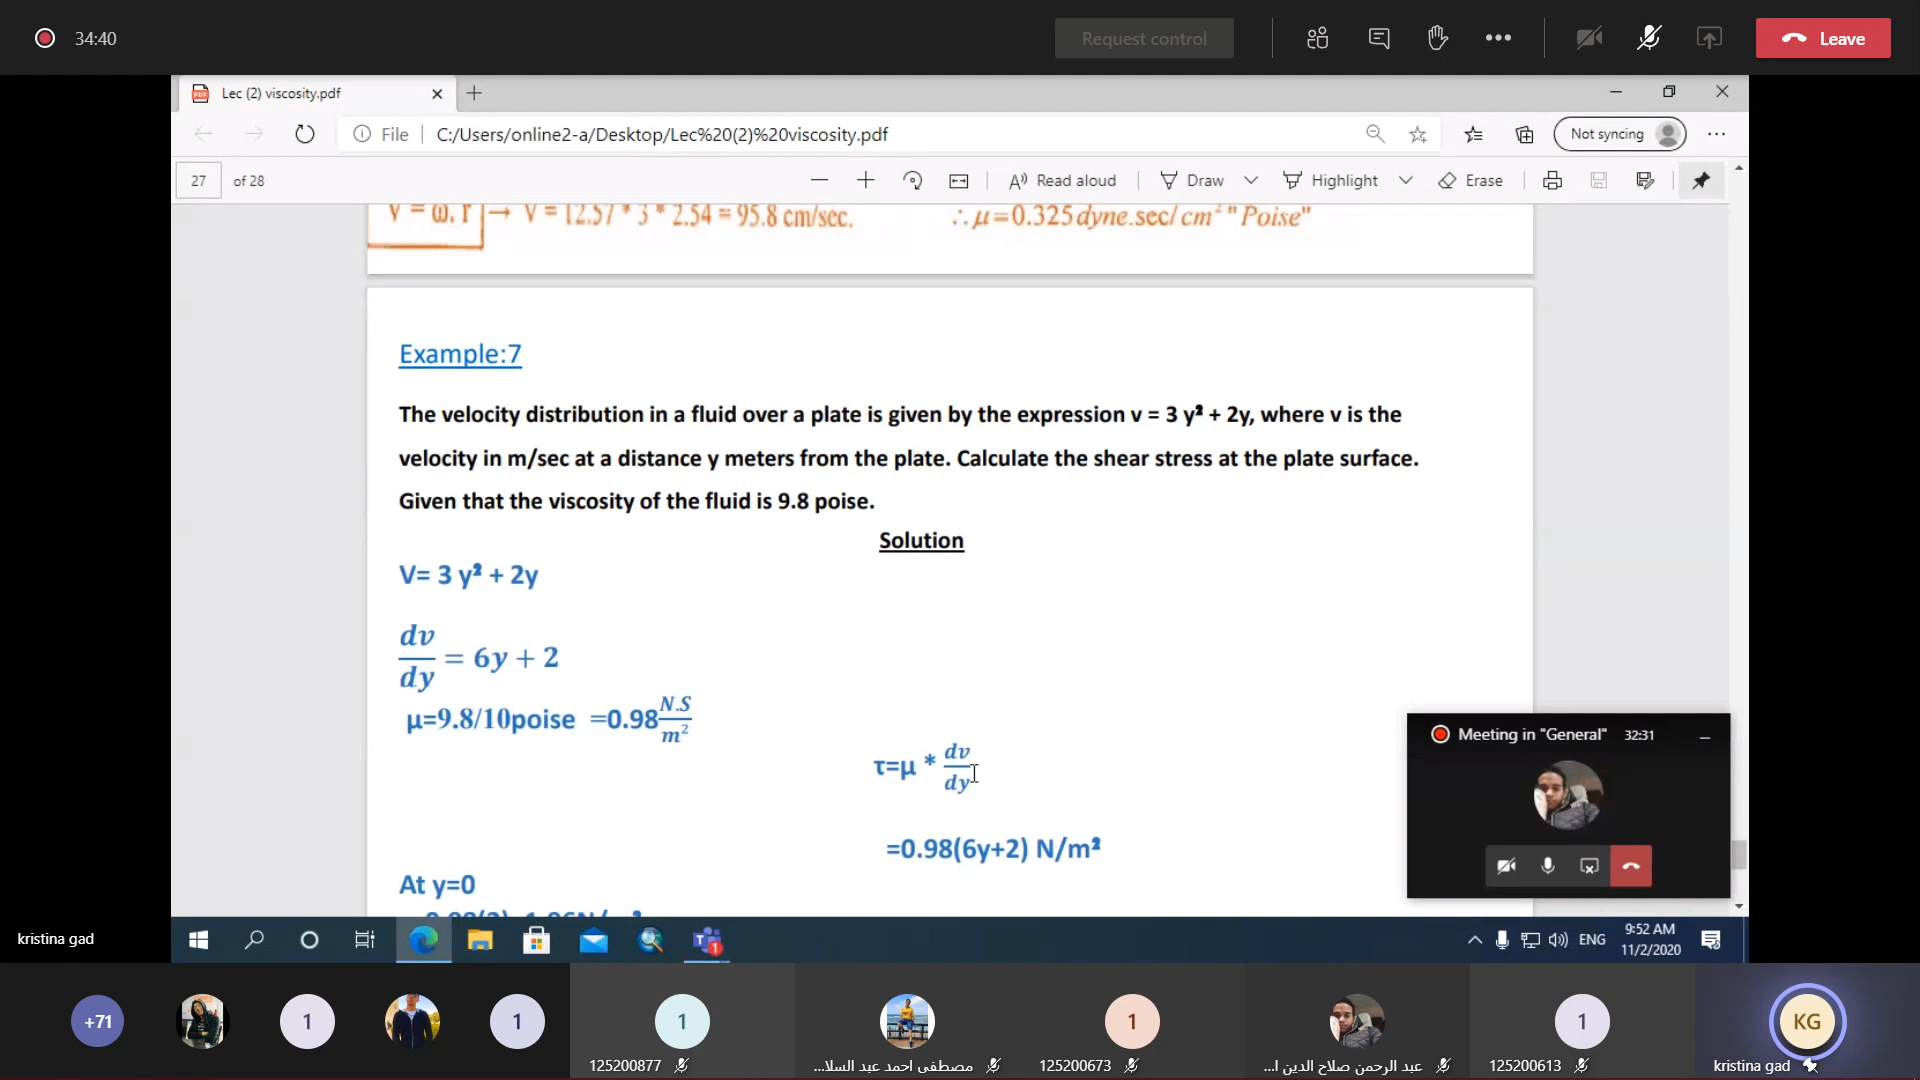 34:40
Request control
Leave
Lec (2) viscosity.pdf
File
C:/Users/online2-a/Desktop/Lec%20(2)%20viscosity.pdf
Not syncing
27 of 28
Read aloud
Draw
Highlight
Erase
V = ω. r → V = 12.57 * 3 * 2.54 = 95.8 cm/sec.
∴ μ=0.325 dyne.sec/cm² "Poise"
Example:7
The velocity distribution in a fluid over a plate is given by the expression v = 3 y² + 2y, where v is the
velocity in m/sec at a distance y meters from the plate. Calculate the shear stress at the plate surface.
Given that the viscosity of the fluid is 9.8 poise.
Solution
V= 3 y² + 2y
dv/dy = 6y + 2
μ=9.8/10poise =0.98 N.S/m²
τ=μ * dv/dy
=0.98(6y+2) N/m²
At y=0
Meeting in "General" 32:31
ENG
9:52 AM
11/2/2020
kristina gad
+71
1
1
1
125200877
مصطفى احمد عبد السلا...
1
125200673
عبد الرحمن صلاح الدين ا...
1
125200613
KG
kristina gad